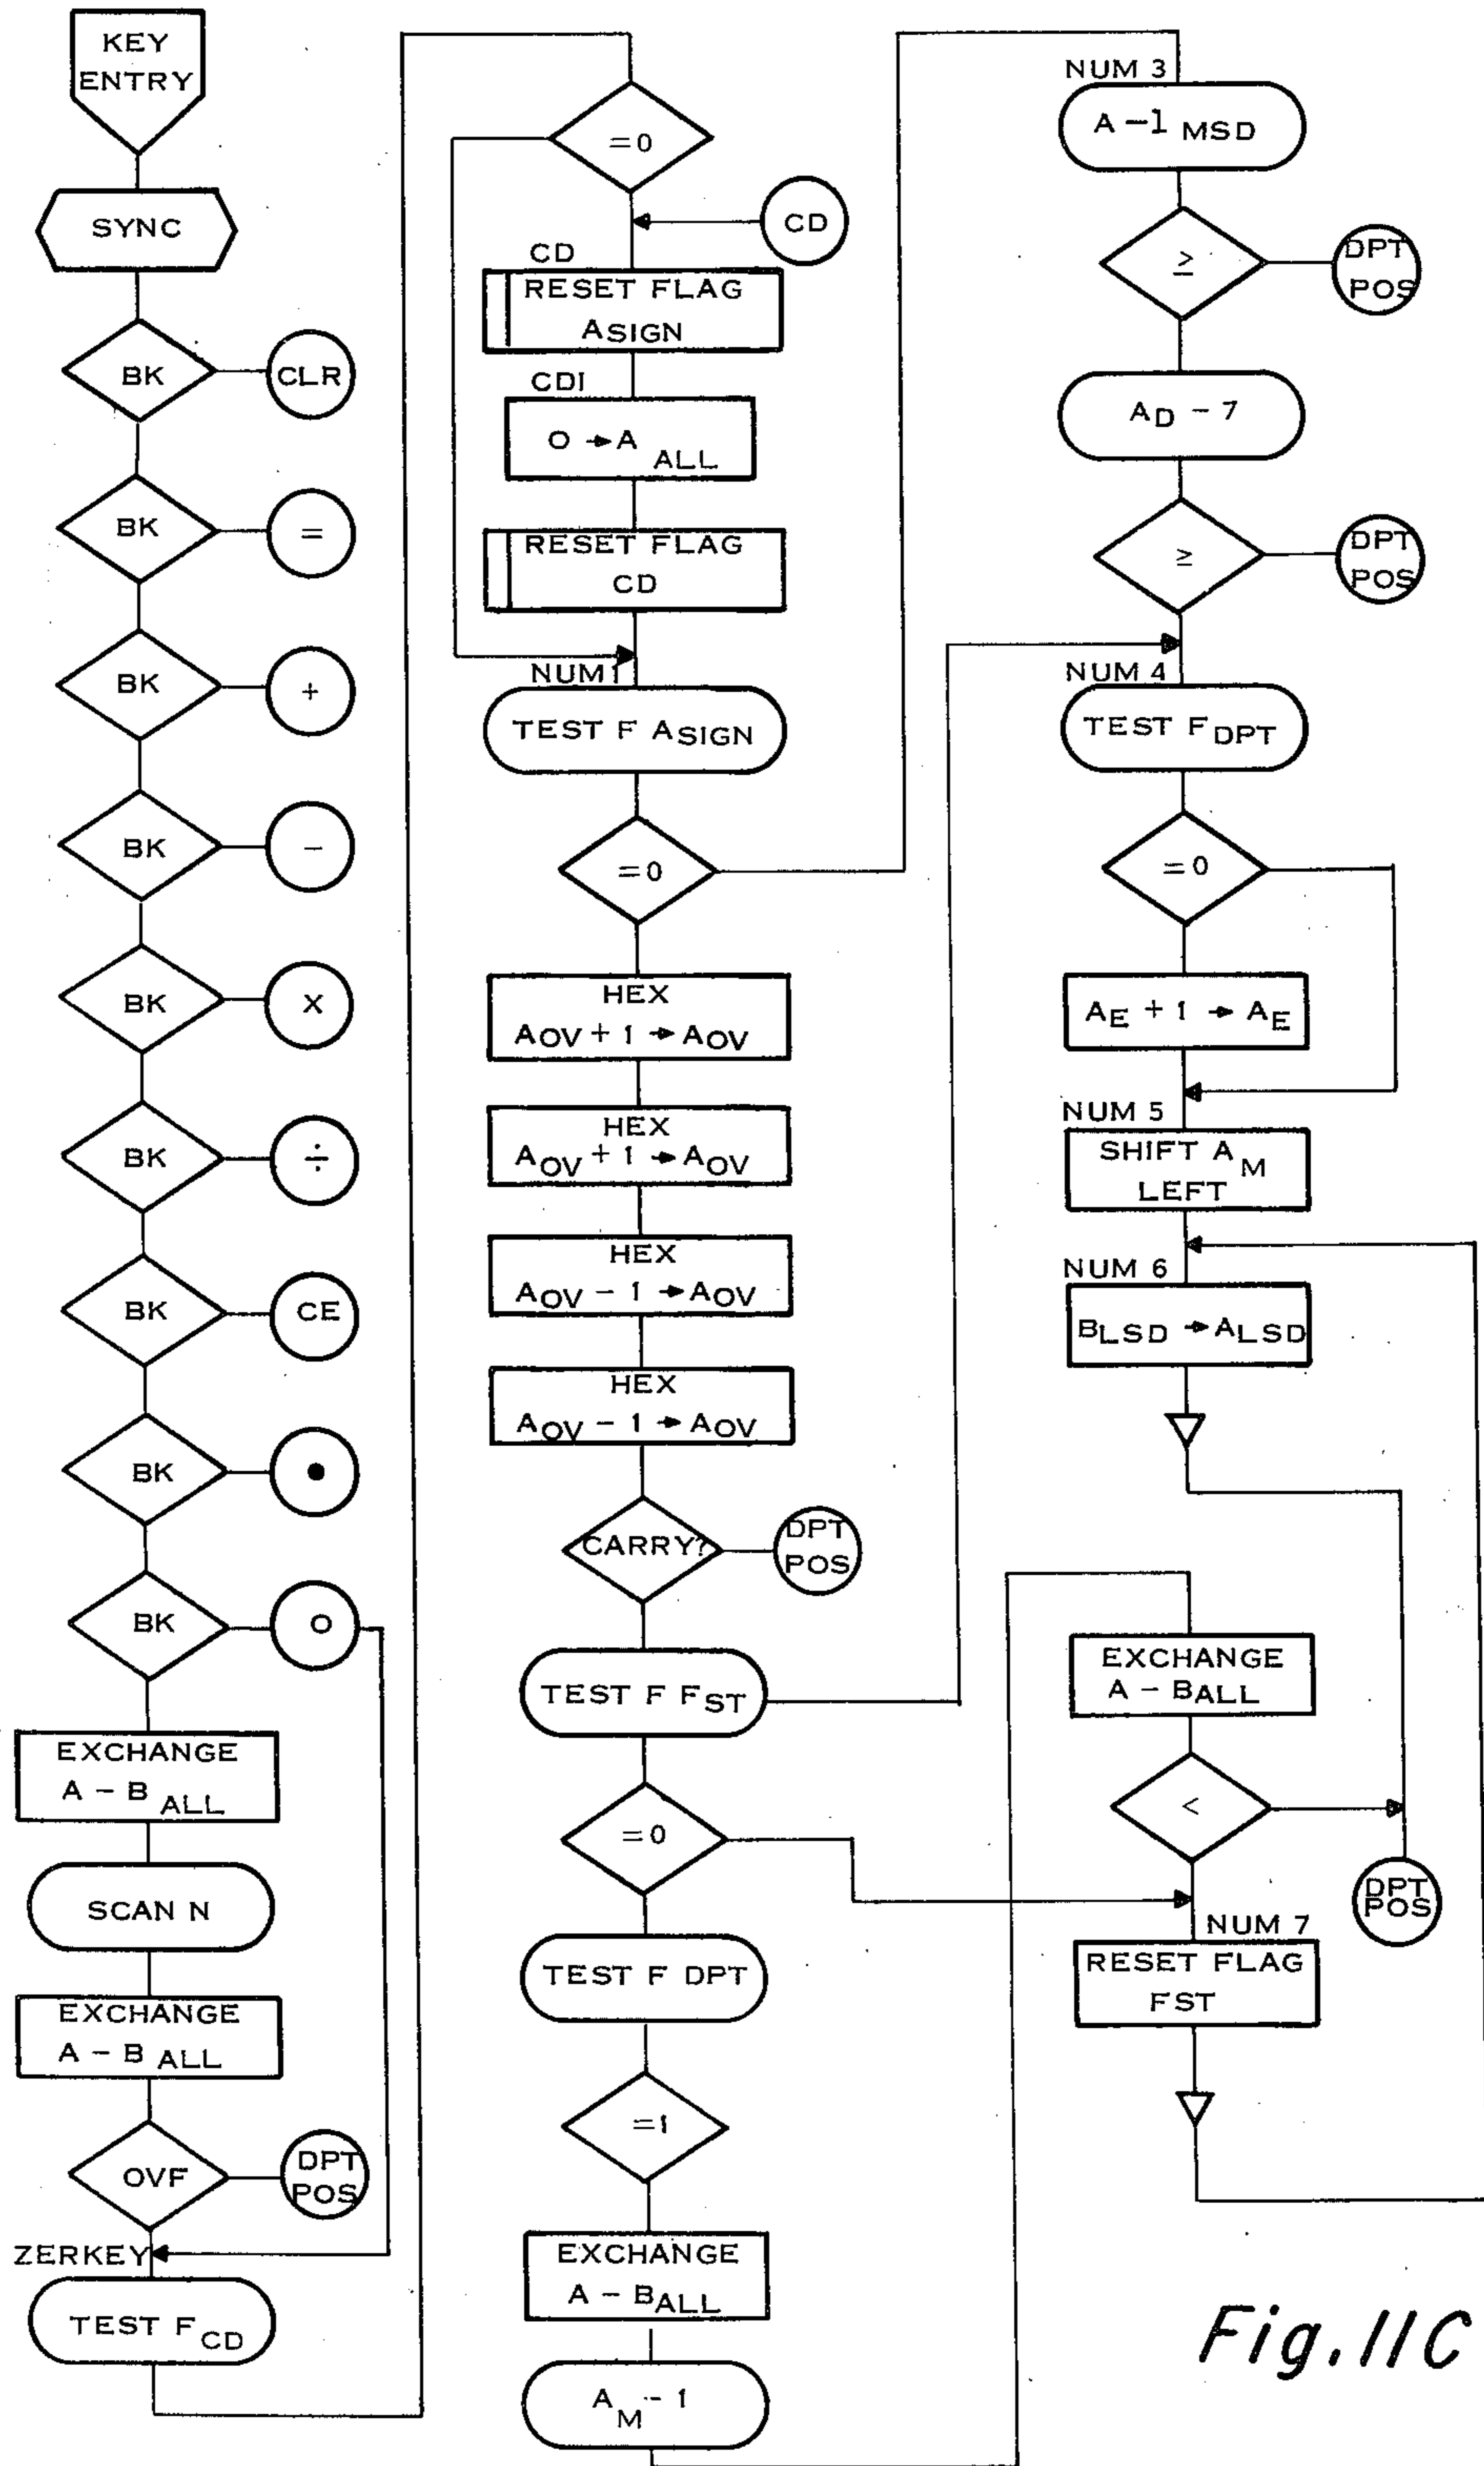 KEY
ENTRY
SYNC
BK
CLR
BK
=
BK
+
BK
-
BK
X
BK
÷
BK
CE
BK
●
BK
O
EXCHANGE
A - B ALL
SCAN N
EXCHANGE
A - B ALL
OVF
DPT
POS
ZERKEY
TEST F CD
=0
CD
CD
RESET FLAG
ASIGN
CD1
O → A ALL
RESET FLAG
CD
NUM1
TEST F ASIGN
=0
HEX
AOV + 1 → AOV
HEX
AOV + 1 → AOV
HEX
AOV - 1 → AOV
HEX
AOV - 1 → AOV
CARRY?
DPT
POS
TEST F FST
=0
TEST F DPT
=1
EXCHANGE
A - BALL
AM - 1
NUM 3
A -1 MSD
≥
DPT
POS
AD - 7
≥
DPT
POS
NUM 4
TEST FDPT
=0
AE + 1 → AE
NUM 5
SHIFT AM
LEFT
NUM 6
BLSD → ALSD
EXCHANGE
A - BALL
<
DPT
POS
NUM 7
RESET FLAG
FST
Fig. 11C